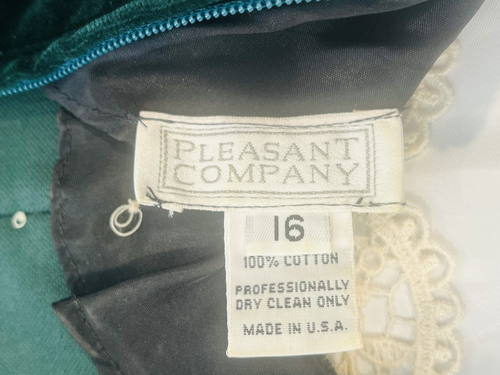 PLEASANT
COMPANY
16
100% COTTON
PROFESSIONALLY
DRY CLEAN ONLY
MADE IN U.S.A.